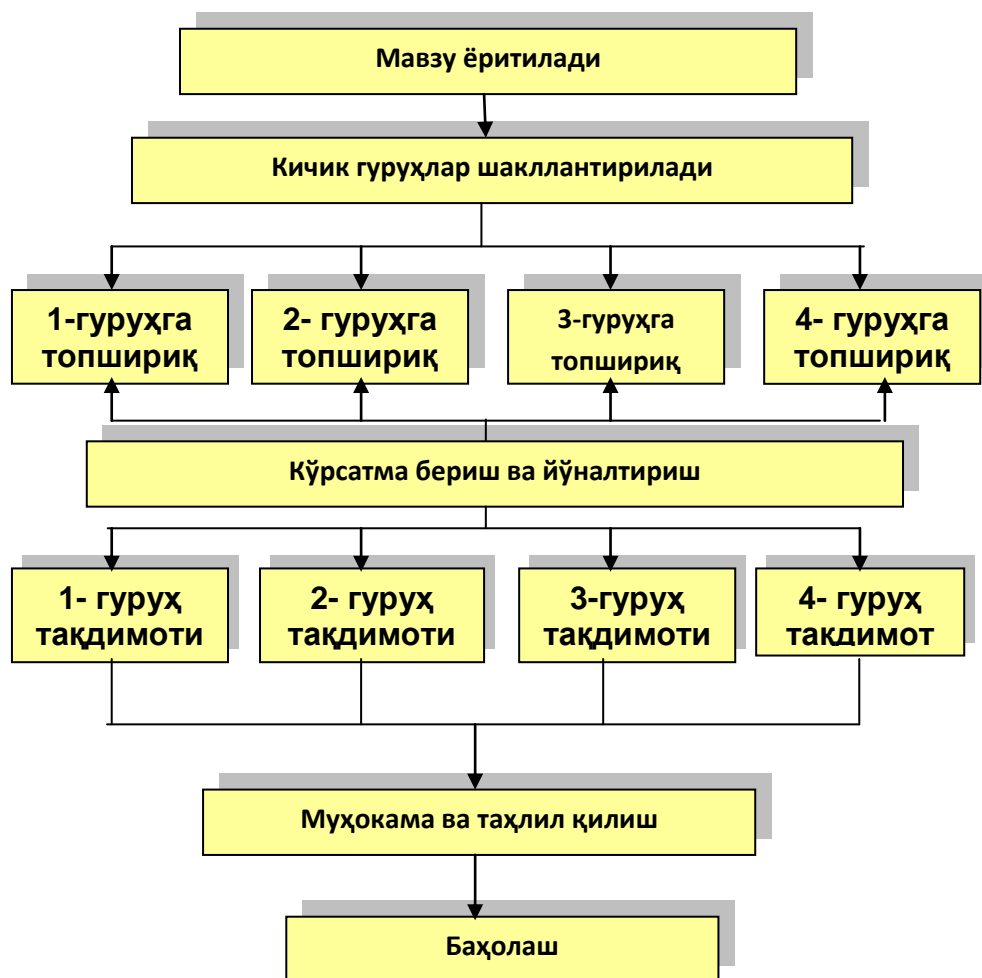 Мавзу ёритилади
Кичик гуруҳлар шакллантирилади
1-гуруҳга
топшириқ
2- гуруҳга
топшириқ
3-гуруҳга
топшириқ
4- гуруҳга
топшириқ
Кўрсатма бериш ва йўналтириш
1- гуруҳ
тақдимоти
2- гуруҳ
тақдимоти
3-гуруҳ
тақдимоти
4- гуруҳ
тақдимот
Муҳокама ва таҳлил қилиш
Баҳолаш